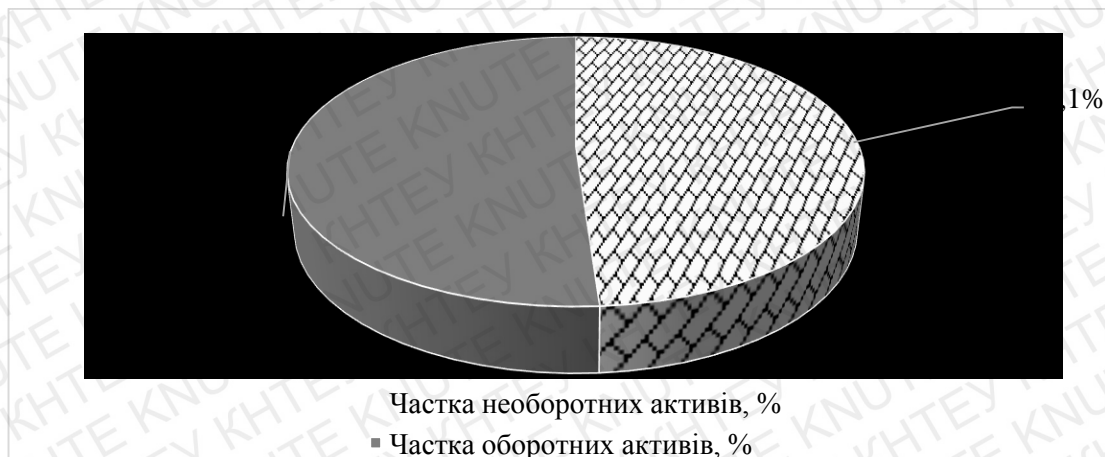 ,1%
Частка необоротних активів, %
Частка оборотних активів, %